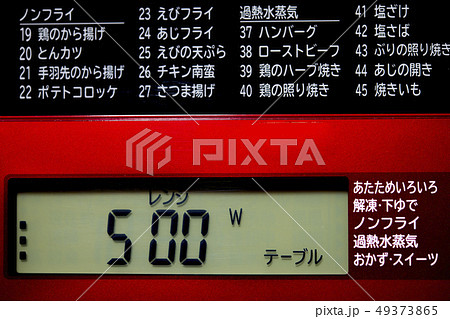 ノンフライ
19 鶏のから揚げ
20 とんカツ
21 手羽先のから揚げ
22 ポテトコロッケ
23 えびフライ
24 あじフライ
25 えびの天ぷら
26 チキン南蛮
27 さつま揚げ
過熱水蒸気
37 ハンバーグ
38 ローストビーフ
39 鶏のハーブ焼き
40 鶏の照り焼き
41 塩ざけ
42 塩さば
43 ぶりの照り焼き
44 あじの開き
45 焼きいも
PIXTA
レンジ
500 W
テーブル
あたためいろいろ
解凍・下ゆで
ノンフライ
過熱水蒸気
おかず・スイーツ
pixta.jp - 49373865